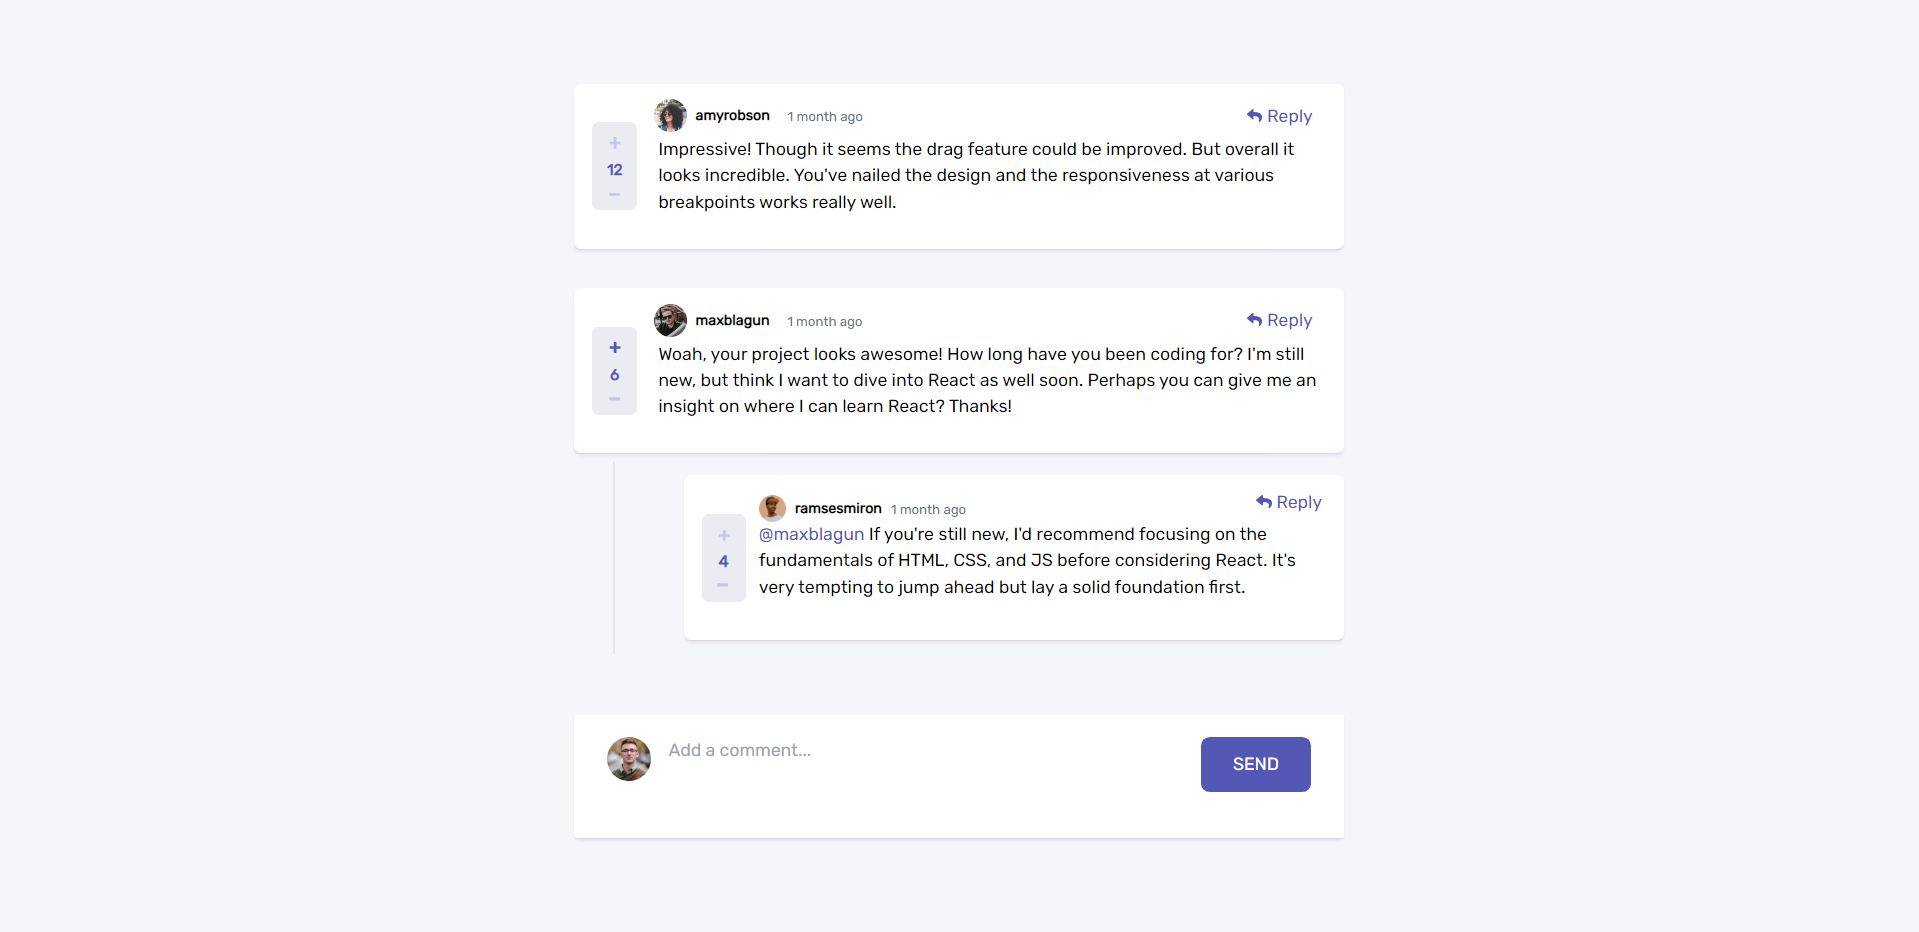 amyrobson 1 month ago Reply
+
12
−
Impressive! Though it seems the drag feature could be improved. But overall it
looks incredible. You've nailed the design and the responsiveness at various
breakpoints works really well.
maxblagun 1 month ago Reply
+
6
−
Woah, your project looks awesome! How long have you been coding for? I'm still
new, but think I want to dive into React as well soon. Perhaps you can give me an
insight on where I can learn React? Thanks!
ramsesmiron 1 month ago Reply
+
4
−
@maxblagun If you're still new, I'd recommend focusing on the
fundamentals of HTML, CSS, and JS before considering React. It's
very tempting to jump ahead but lay a solid foundation first.
Add a comment...
SEND